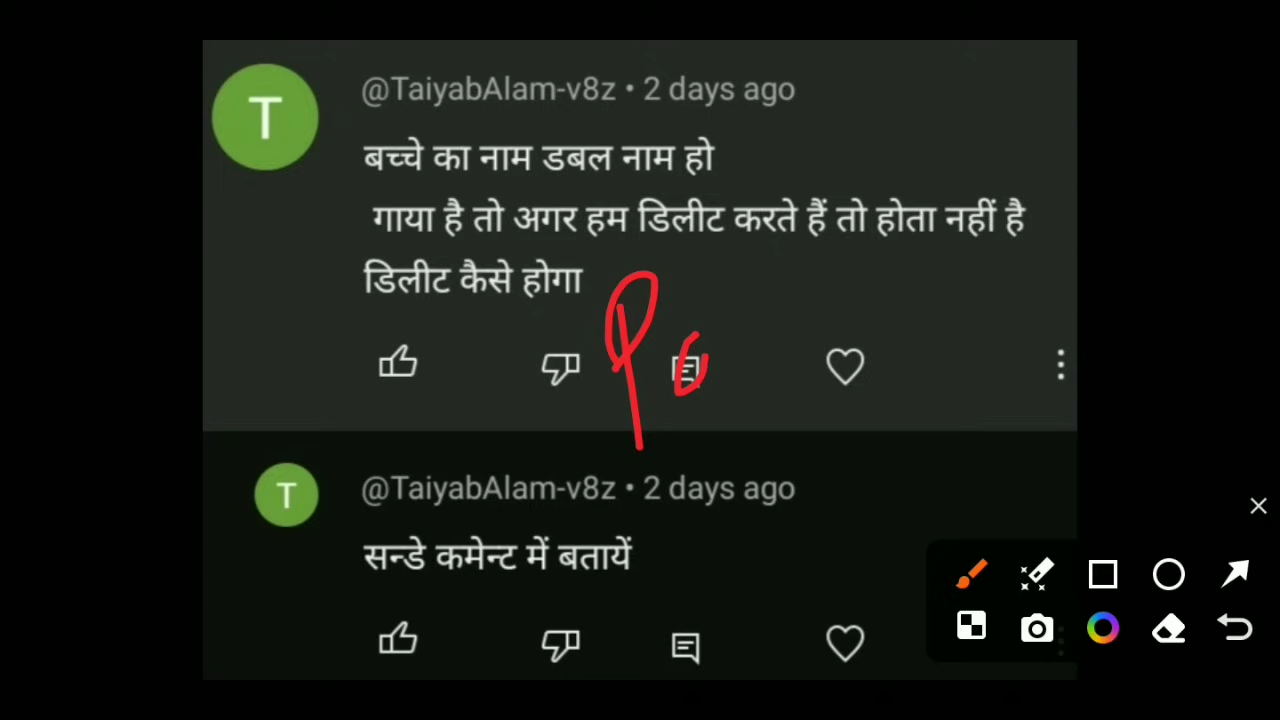 T
@TaiyabAlam-v8z • 2 days ago
बच्चे का नाम डबल नाम हो
गाया है तो अगर हम डिलीट करते हैं तो होता नहीं है
डिलीट कैसे होगा
T
@TaiyabAlam-v8z • 2 days ago
सन्डे कमेन्ट में बतायें